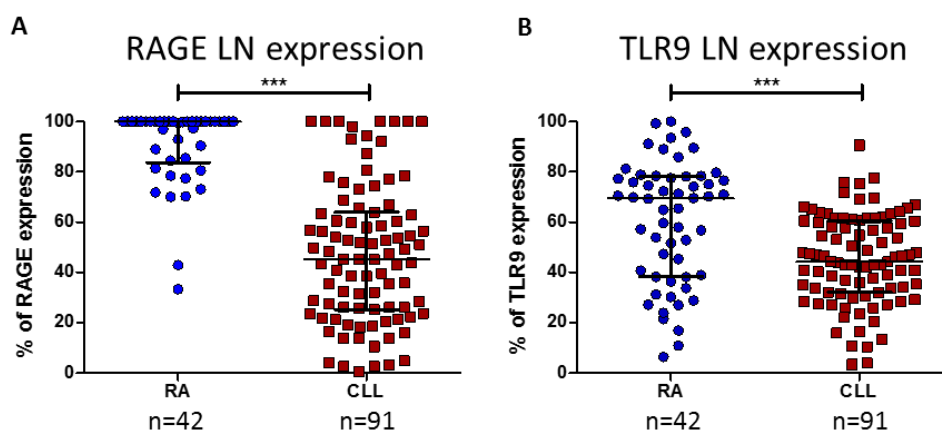 A
RAGE LN expression
***
% of RAGE expression
100
80
60
40
20
0
RA
CLL
n=42
n=91
B
TLR9 LN expression
***
% of TLR9 expression
100
80
60
40
20
0
RA
CLL
n=42
n=91